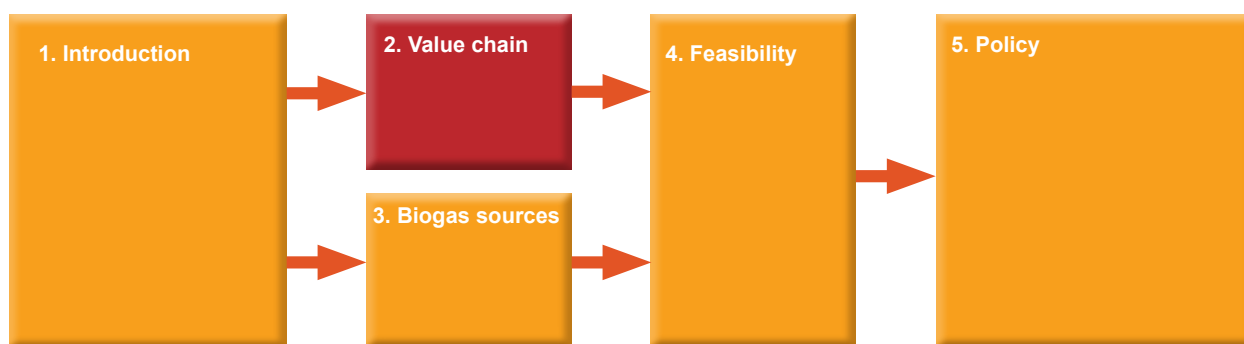 1. Introduction
2. Value chain
3. Biogas sources
4. Feasibility
5. Policy